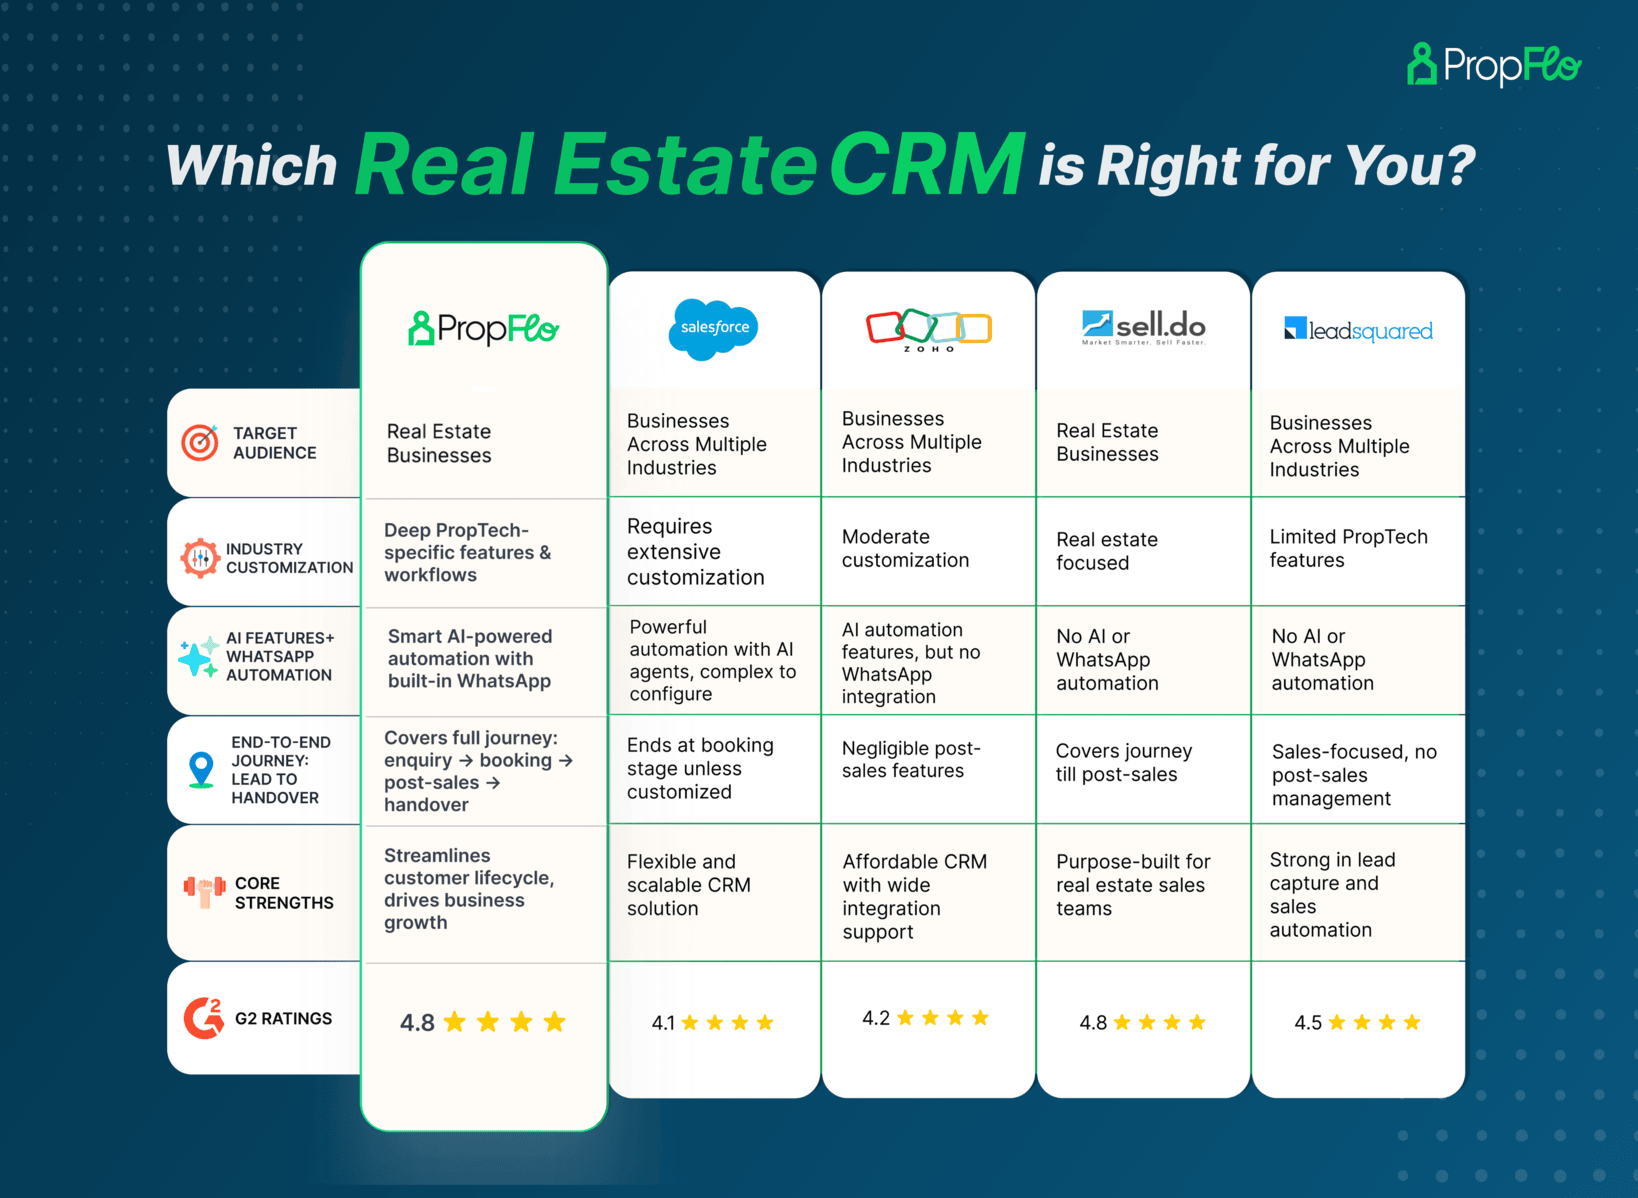 PropFlo
Which Real Estate CRM is Right for You?
PropFlo
salesforce
ZOHO
sell.do
Market Smarter. Sell Faster.
leadsquared
TARGET
AUDIENCE
Real Estate
Businesses
Businesses
Across Multiple
Industries
Businesses
Across Multiple
Industries
Real Estate
Businesses
Businesses
Across Multiple
Industries
INDUSTRY
CUSTOMIZATION
Deep PropTech-
specific features &
workflows
Requires
extensive
customization
Moderate
customization
Real estate
focused
Limited PropTech
features
AI FEATURES+
WHATSAPP
AUTOMATION
Smart AI-powered
automation with
built-in WhatsApp
Powerful
automation with AI
agents, complex to
configure
AI automation
features, but no
WhatsApp
integration
No AI or
WhatsApp
automation
No AI or
WhatsApp
automation
END-TO-END
JOURNEY:
LEAD TO
HANDOVER
Covers full journey:
enquiry → booking →
post-sales →
handover
Ends at booking
stage unless
customized
Negligible post-
sales features
Covers journey
till post-sales
Sales-focused, no
post-sales
management
CORE
STRENGTHS
Streamlines
customer lifecycle,
drives business
growth
Flexible and
scalable CRM
solution
Affordable CRM
with wide
integration
support
Purpose-built for
real estate sales
teams
Strong in lead
capture and
sales
automation
G2
G2 RATINGS
4.8 ★ ★ ★ ★
4.1 ★ ★ ★ ★
4.2 ★ ★ ★ ★
4.8 ★ ★ ★ ★
4.5 ★ ★ ★ ★